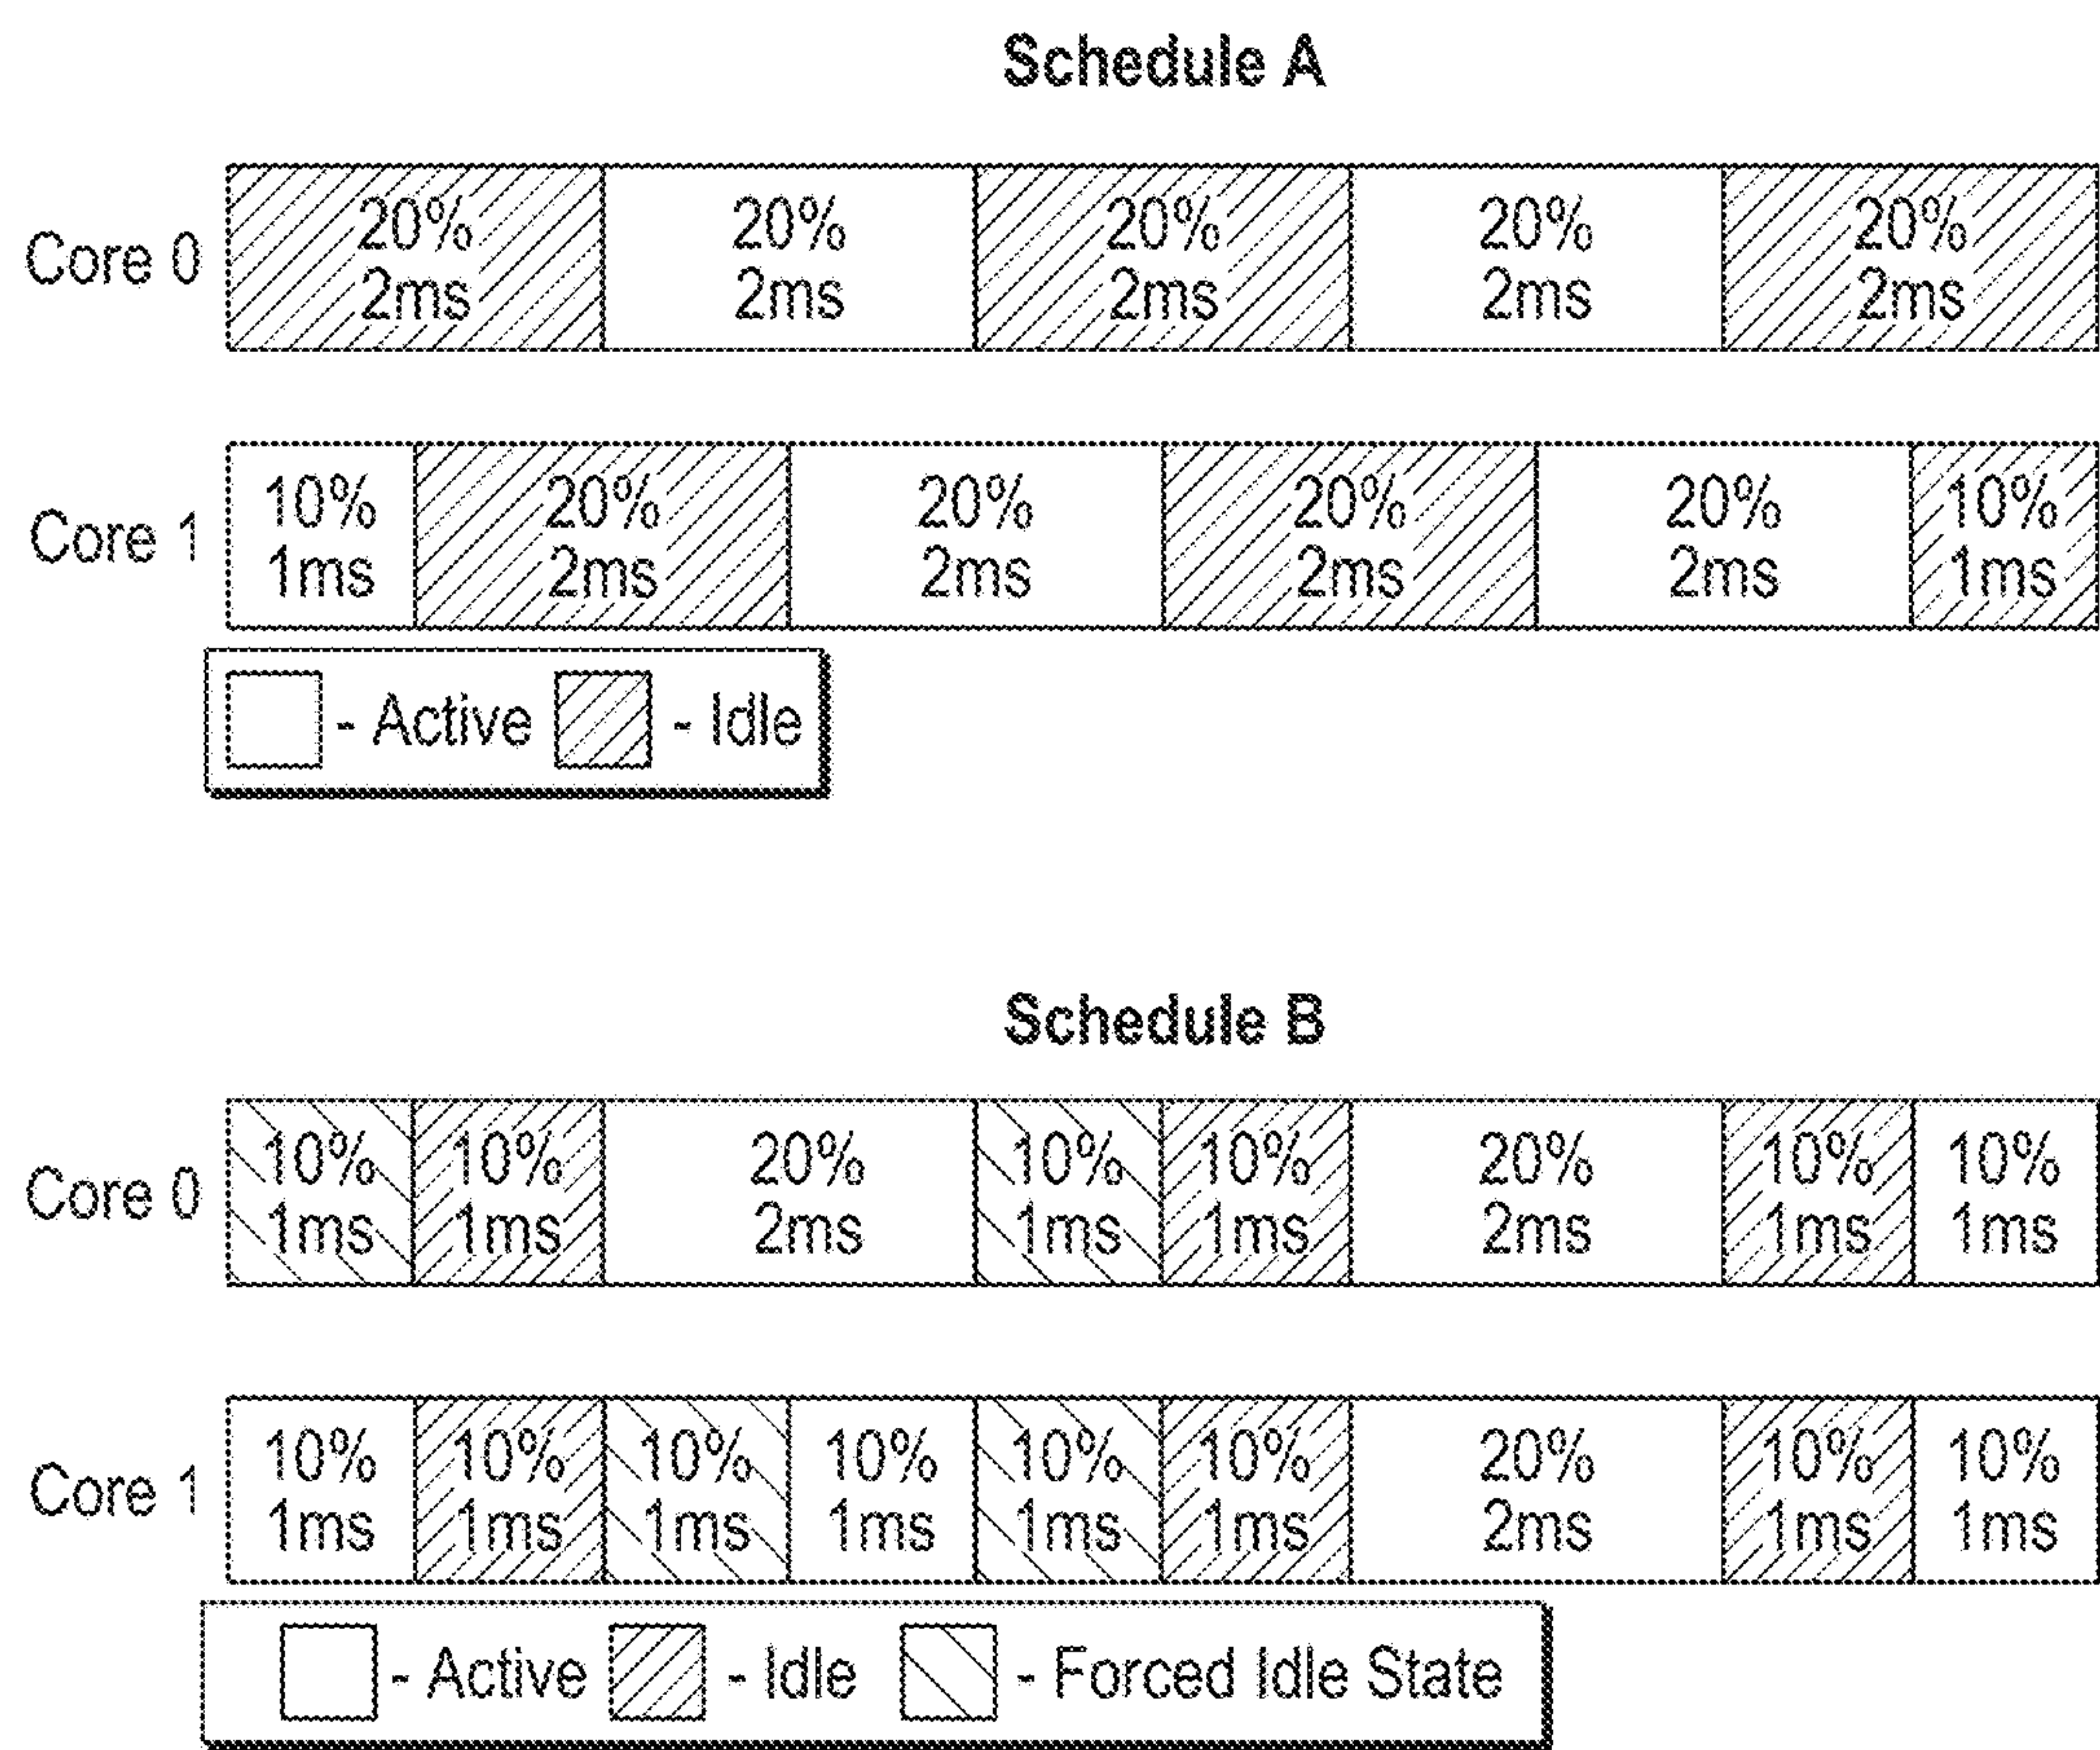 Schedule A
20% 20% 20% 20% 20%
Core 0
2ms 2ms 2ms 2ms 2ms
10% 20% 20% 20% 20% 10%
Core 1
1ms 2ms 2ms 2ms 2ms 1ms
- Active - Idle
Schedule B
10% 10% 20% 10% 10% 20% 10% 10%
Core 0
1ms 1ms 2ms 1ms 1ms 2ms 1ms 1ms
10% 10% 10% 10% 10% 10% 20% 10% 10%
Core 1
1ms 1ms 1ms 1ms 1ms 1ms 2ms 1ms 1ms
- Active - Idle - Forced Idle State